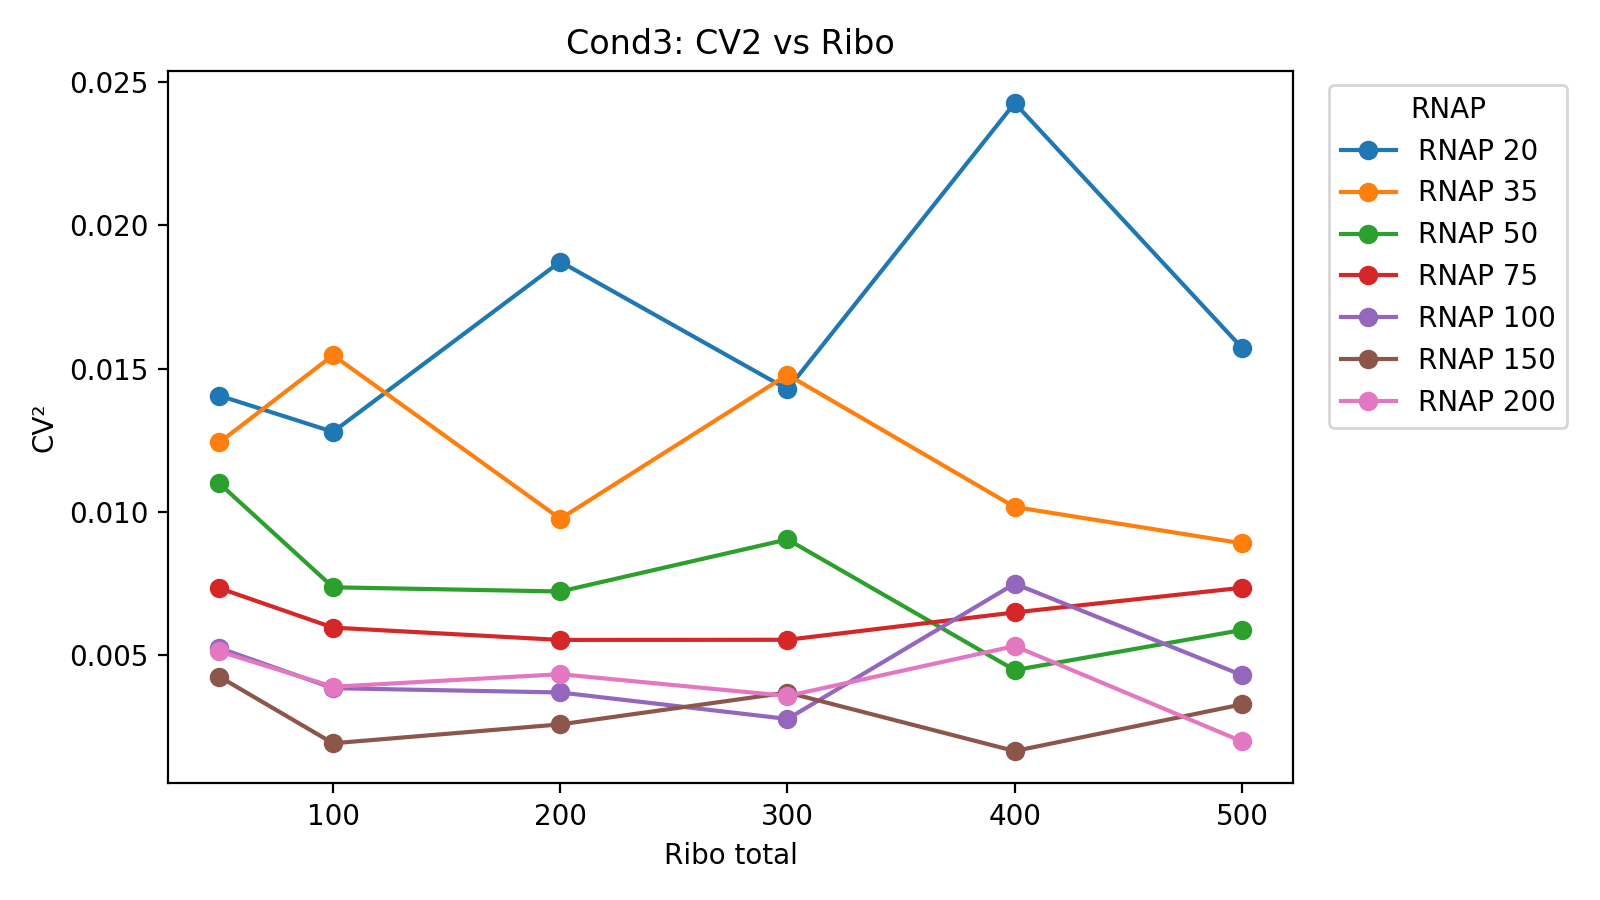 Cond3: CV2 vs Ribo
0.025
0.020
0.015
0.010
0.005
CV²
100
200
300
400
500
Ribo total
RNAP
RNAP 20
RNAP 35
RNAP 50
RNAP 75
RNAP 100
RNAP 150
RNAP 200